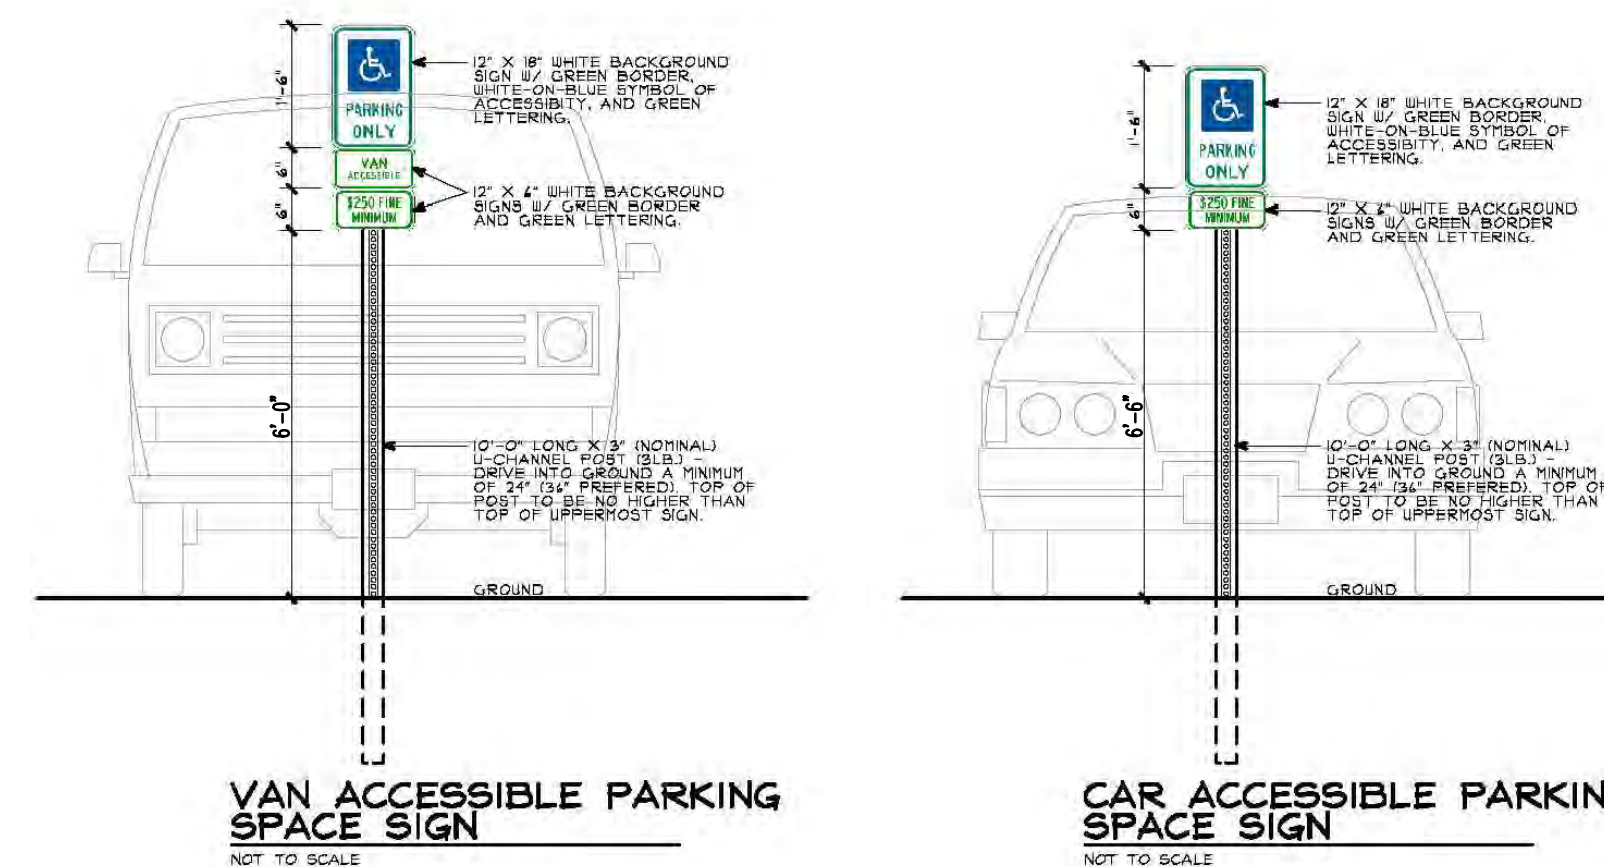 1'-6"
PARKING
ONLY
12" X 18" WHITE BACKGROUND
SIGN W/ GREEN BORDER,
WHITE-ON-BLUE SYMBOL OF
ACCESSIBITY, AND GREEN
LETTERING.
6"
VAN
ACCESSIBLE
6"
$250 FINE
MINIMUM
12" X 6" WHITE BACKGROUND
SIGNS W/ GREEN BORDER
AND GREEN LETTERING.
6'-0"
10'-0" LONG X 3" (NOMINAL)
U-CHANNEL POST (3LB.) -
DRIVE INTO GROUND A MINIMUM
OF 24" (36" PREFERED). TOP OF
POST TO BE NO HIGHER THAN
TOP OF UPPERMOST SIGN.
GROUND
VAN ACCESSIBLE PARKING
SPACE SIGN
NOT TO SCALE
1'-6"
PARKING
ONLY
12" X 18" WHITE BACKGROUND
SIGN W/ GREEN BORDER,
WHITE-ON-BLUE SYMBOL OF
ACCESSIBITY, AND GREEN
LETTERING.
6"
$250 FINE
MINIMUM
12" X 6" WHITE BACKGROUND
SIGNS W/ GREEN BORDER
AND GREEN LETTERING.
6'-6"
10'-0" LONG X 3" (NOMINAL)
U-CHANNEL POST (3LB.) -
DRIVE INTO GROUND A MINIMUM
OF 24" (36" PREFERED). TOP OF
POST TO BE NO HIGHER THAN
TOP OF UPPERMOST SIGN.
GROUND
CAR ACCESSIBLE PARKIN
SPACE SIGN
NOT TO SCALE